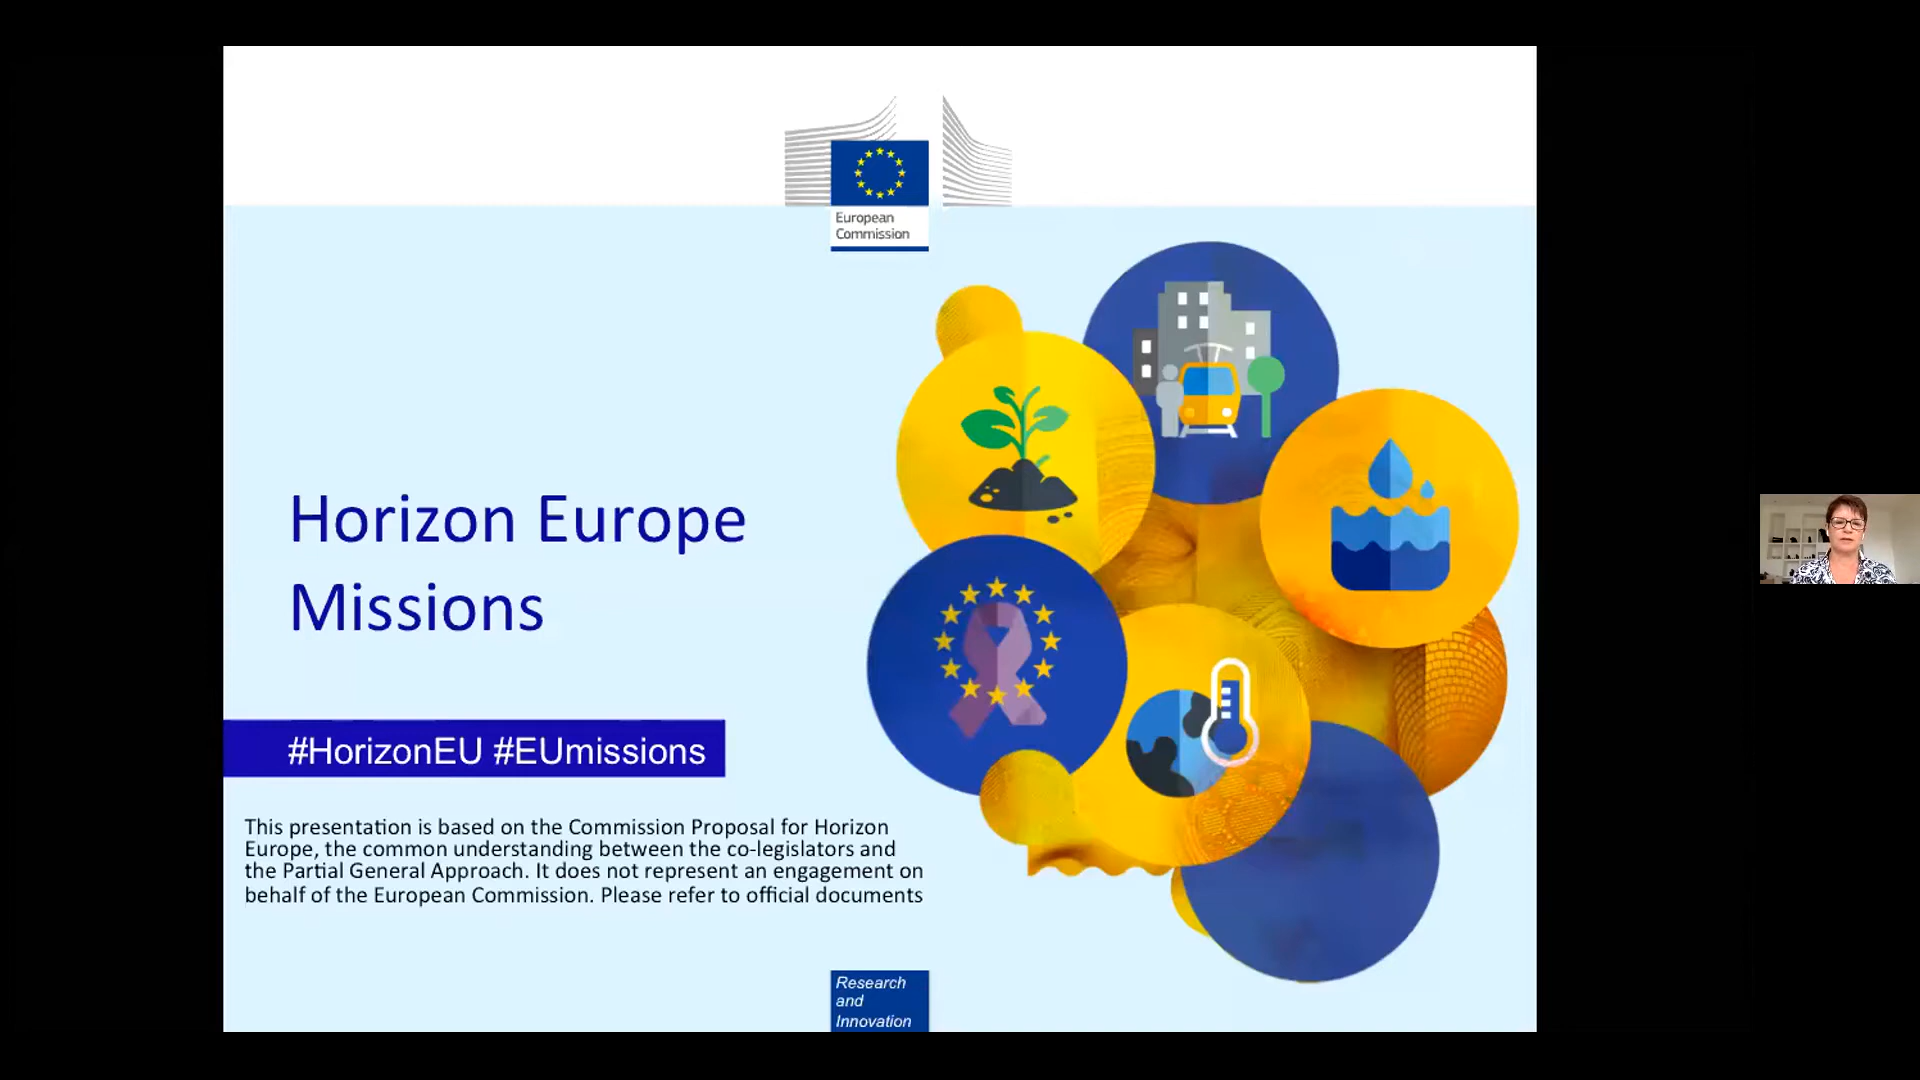 European
Commission
Horizon Europe
Missions
#HorizonEU #EUmissions
This presentation is based on the Commission Proposal for Horizon
Europe, the common understanding between the co-legislators and
the Partial General Approach. It does not represent an engagement on
behalf of the European Commission. Please refer to official documents
Research
and
Innovation